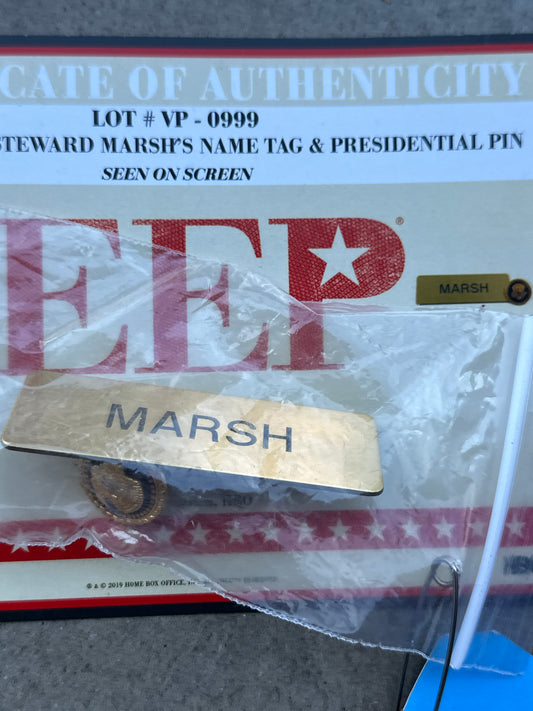 CATE OF AUTHENTICITY
LOT # VP - 0999
STEWARD MARSH'S NAME TAG & PRESIDENTIAL PIN
SEEN ON SCREEN
EEP®
MARSH
MARSH
® & © 2019 HOME BOX OFFICE, IN